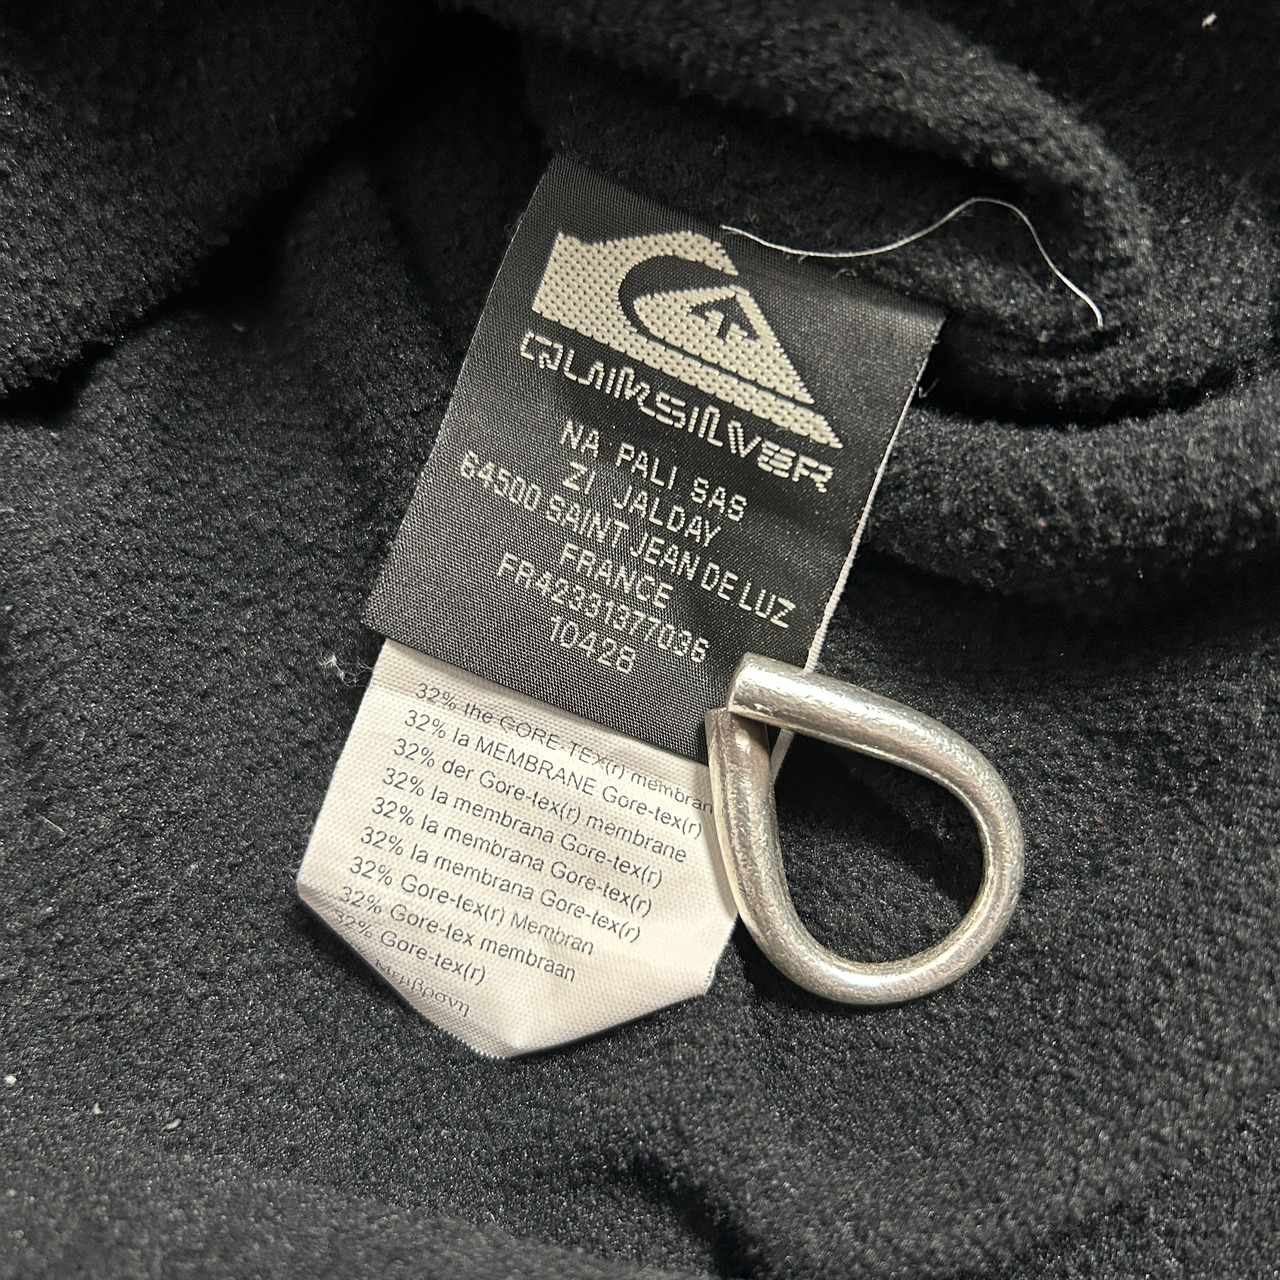 QUIKSILVER
NA PALI SAS
ZI JALDAY
64500 SAINT JEAN DE LUZ
FRANCE
FR42331377036
10426
32% the GORE-TEX(r) membran
32% la MEMBRANE Gore-tex(r)
32% der Gore-tex(r) membrane
32% la membrana Gore-tex(r)
32% la membrana Gore-tex(r)
32% la membrana Gore-tex(r)
32% Gore-tex(r) Membran
32% Gore-tex membraan
32% Gore-tex(r)
Μεμβρανη